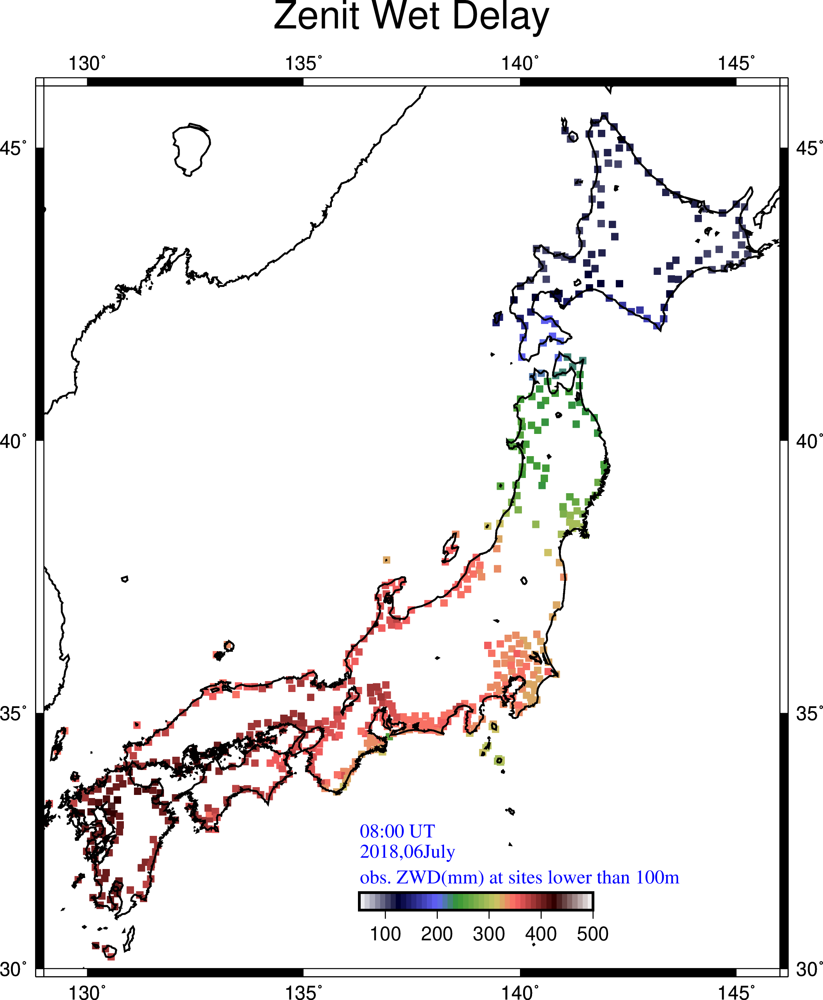 Zenit Wet Delay
130° 135° 140° 145°
45° 45°
40° 40°
35° 35°
08:00 UT
2018,06July
obs. ZWD(mm) at sites lower than 100m
100 200 300 400 500
30° 30°
130° 135° 140° 145°